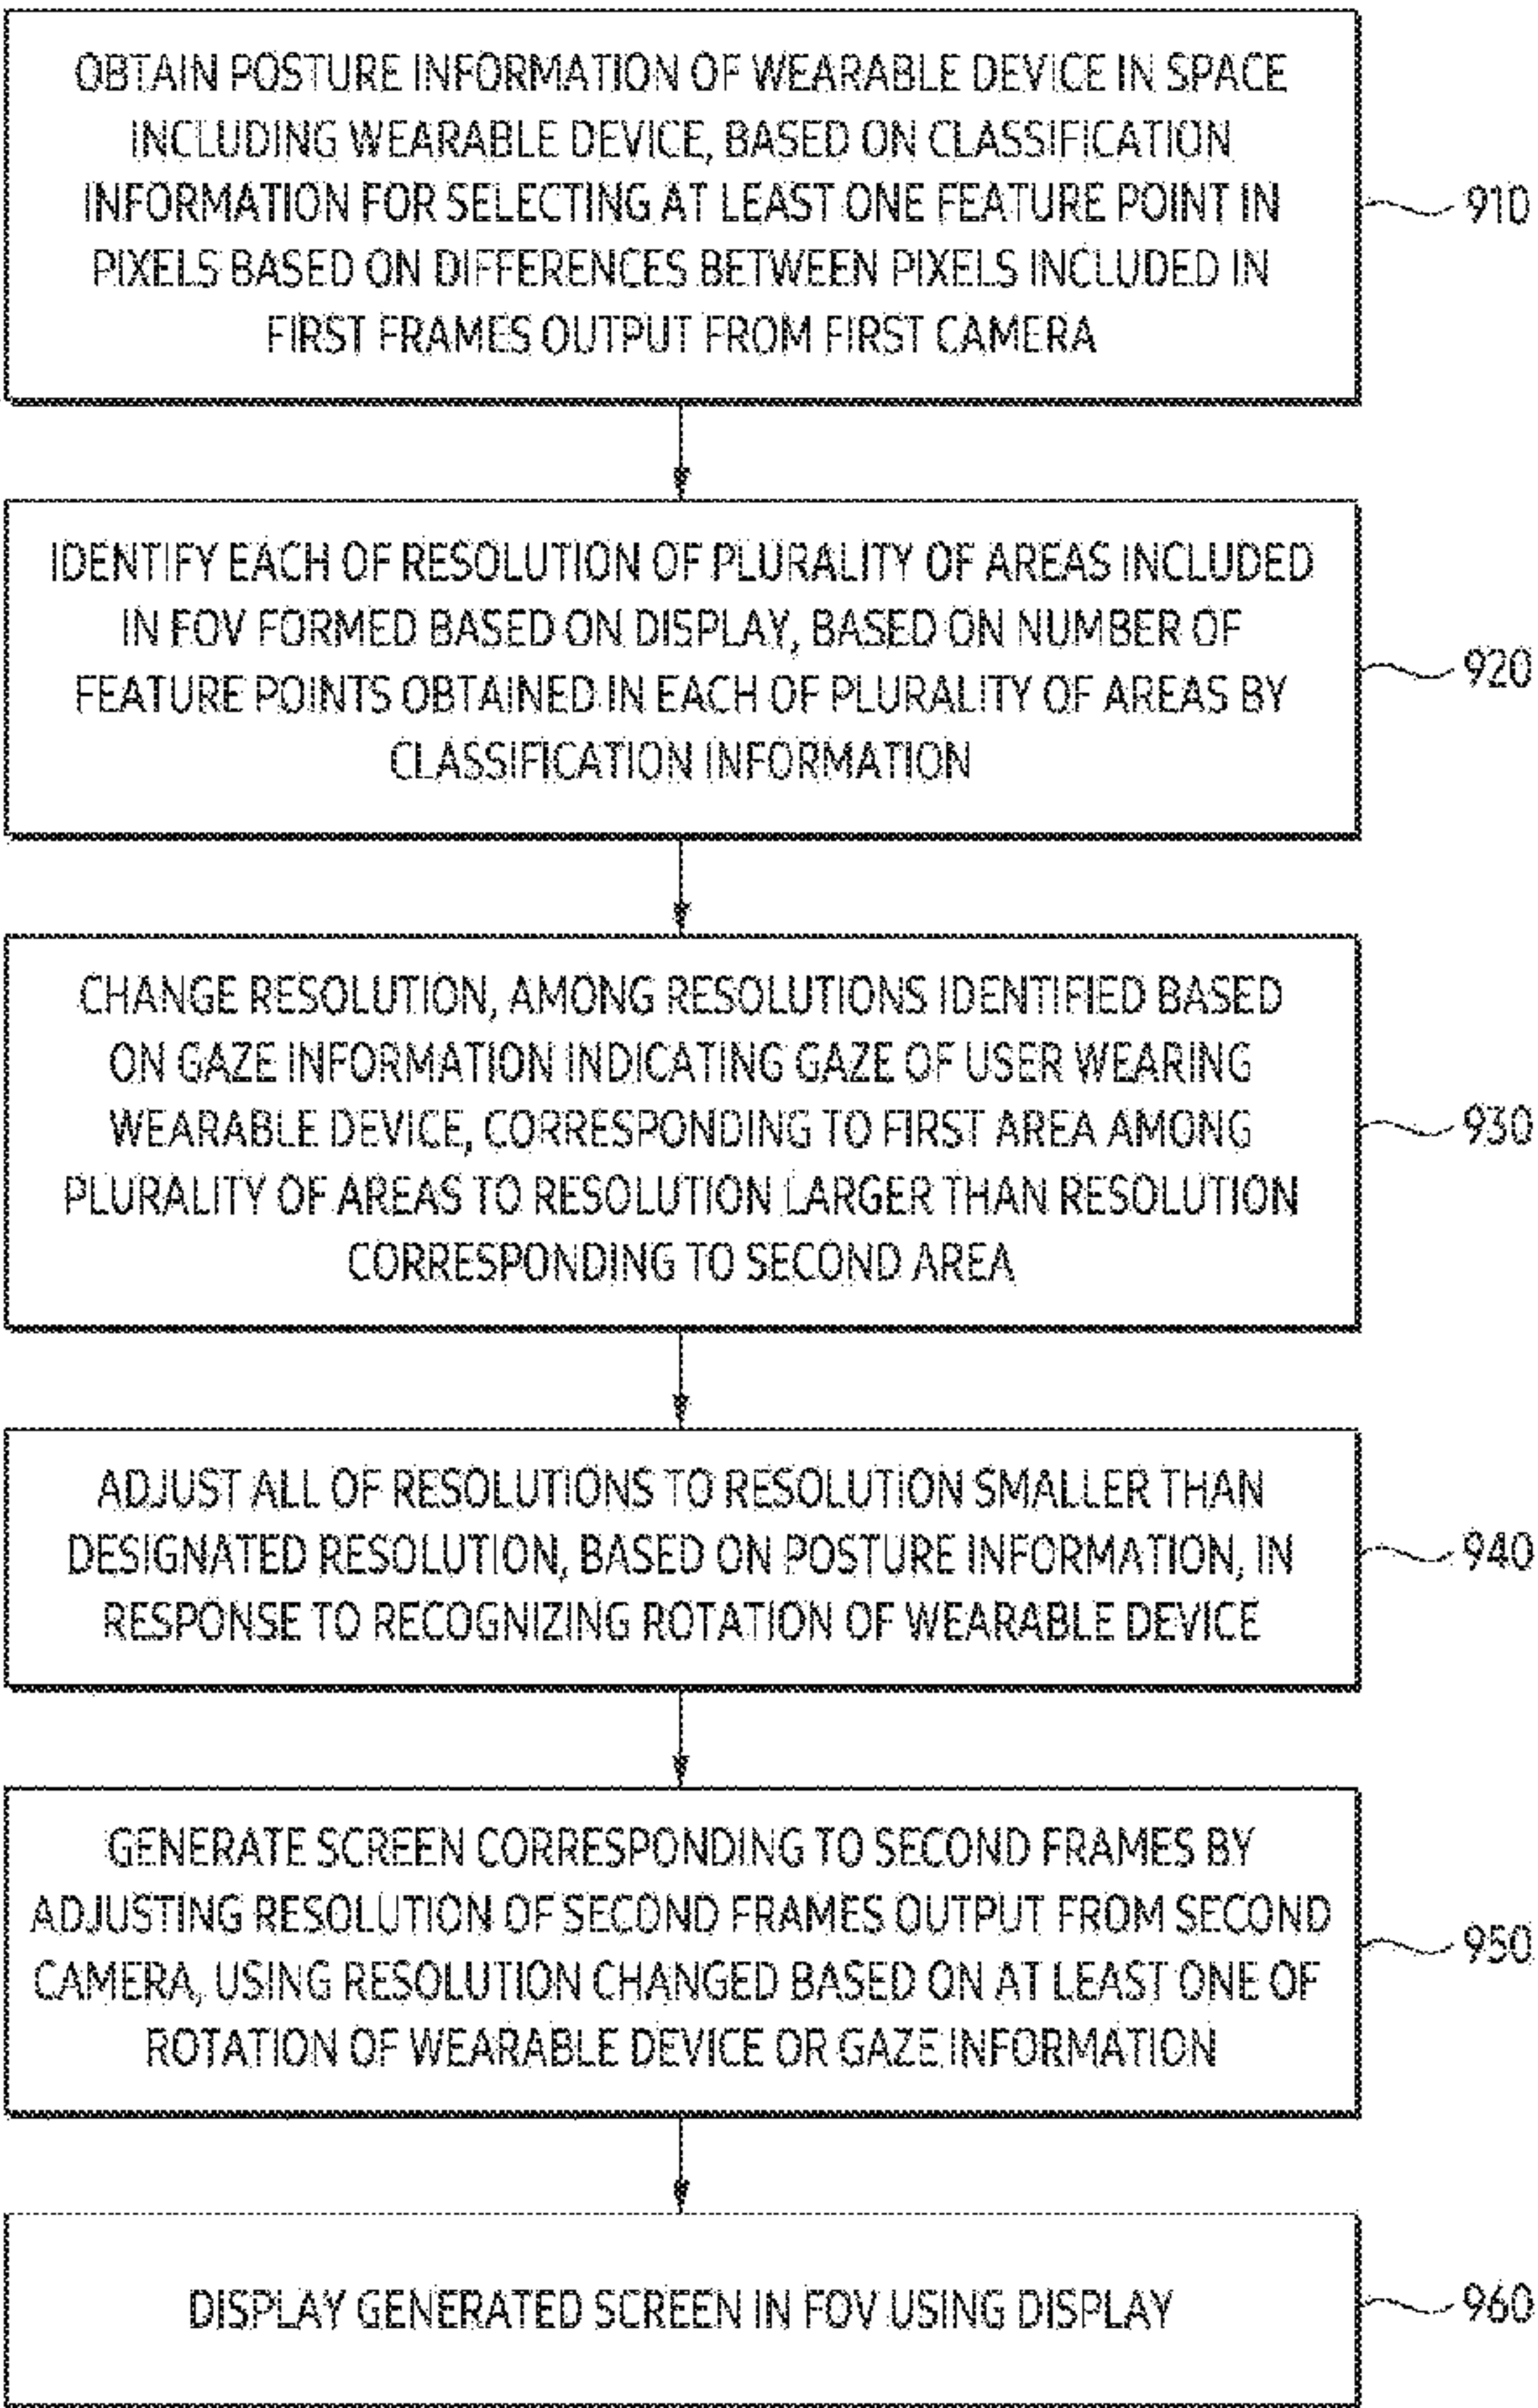 OBTAIN POSTURE INFORMATION OF WEARABLE DEVICE IN SPACE
INCLUDING WEARABLE DEVICE, BASED ON CLASSIFICATION
INFORMATION FOR SELECTING AT LEAST ONE FEATURE POINT IN
PIXELS BASED ON DIFFERENCES BETWEEN PIXELS INCLUDED IN
FIRST FRAMES OUTPUT FROM FIRST CAMERA
910
IDENTIFY EACH OF RESOLUTION OF PLURALITY OF AREAS INCLUDED
IN FOV FORMED BASED ON DISPLAY, BASED ON NUMBER OF
FEATURE POINTS OBTAINED IN EACH OF PLURALITY OF AREAS BY
CLASSIFICATION INFORMATION
920
CHANGE RESOLUTION, AMONG RESOLUTIONS IDENTIFIED BASED
ON GAZE INFORMATION INDICATING GAZE OF USER WEARING
WEARABLE DEVICE, CORRESPONDING TO FIRST AREA AMONG
PLURALITY OF AREAS TO RESOLUTION LARGER THAN RESOLUTION
CORRESPONDING TO SECOND AREA
930
ADJUST ALL OF RESOLUTIONS TO RESOLUTION SMALLER THAN
DESIGNATED RESOLUTION, BASED ON POSTURE INFORMATION, IN
RESPONSE TO RECOGNIZING ROTATION OF WEARABLE DEVICE
940
GENERATE SCREEN CORRESPONDING TO SECOND FRAMES BY
ADJUSTING RESOLUTION OF SECOND FRAMES OUTPUT FROM SECOND
CAMERA, USING RESOLUTION CHANGED BASED ON AT LEAST ONE OF
ROTATION OF WEARABLE DEVICE OR GAZE INFORMATION
950
DISPLAY GENERATED SCREEN IN FOV USING DISPLAY
960